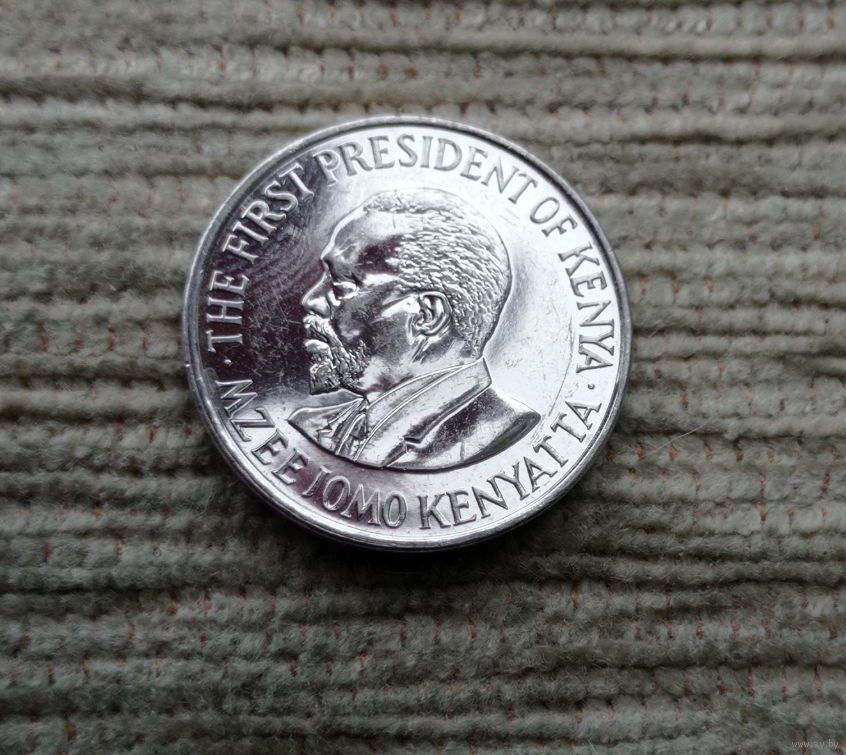 · THE FIRST PRESIDENT OF KENYA ·
MZEE JOMO KENYATTA